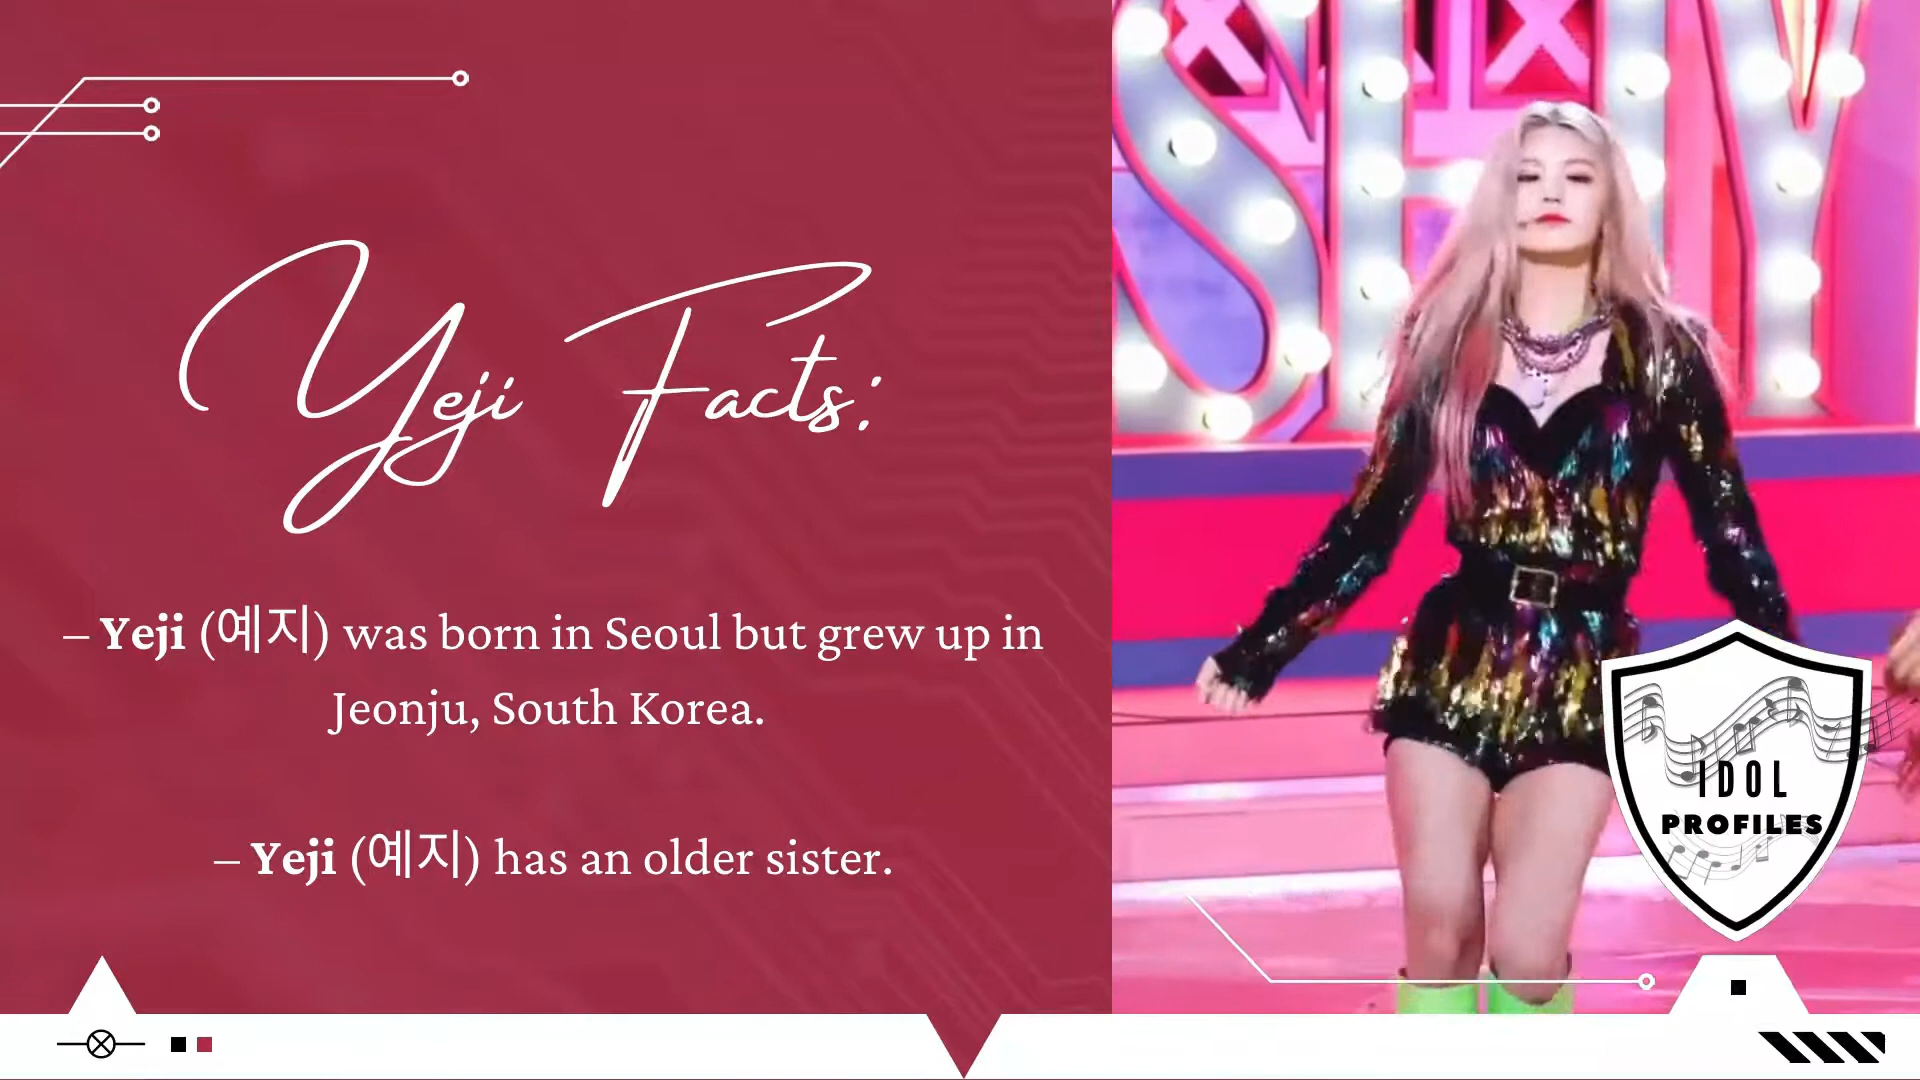 SHY
Yeji Facts:
– Yeji (예지) was born in Seoul but grew up in
Jeonju, South Korea.
– Yeji (예지) has an older sister.
IDOL
PROFILES